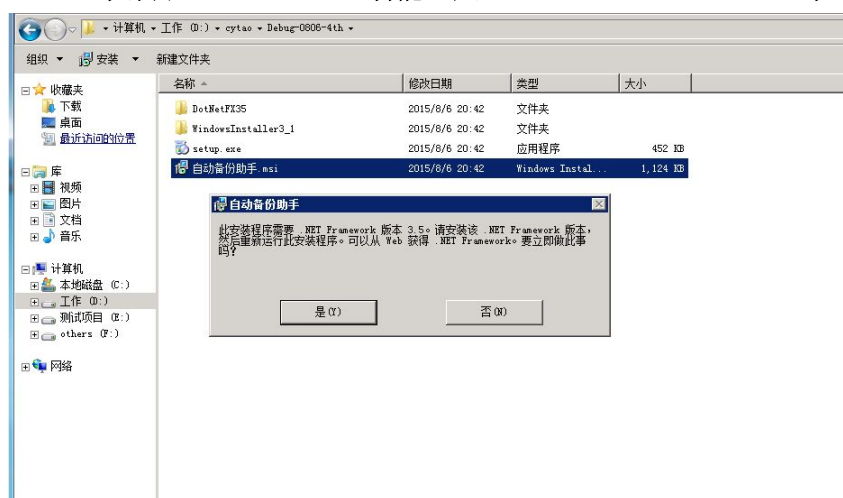 计算机 工作 (D:) cytao Debug-0806-4th
组织 安装 新建文件夹
名称 修改日期 类型 大小
收藏夹
下载
桌面
最近访问的位置
库
视频
图片
文档
音乐
计算机
本地磁盘 (C:)
工作 (D:)
测试项目 (E:)
others (F:)
网络
DotNetFX35 2015/8/6 20:42 文件夹
WindowsInstaller3_1 2015/8/6 20:42 文件夹
setup.exe 2015/8/6 20:42 应用程序 452 KB
自动备份助手.msi 2015/8/6 20:42 Windows Instal... 1,124 KB
自动备份助手
此安装程序需要 .NET Framework 版本 3.5。请安装该 .NET Framework 版本，
然后重新运行此安装程序。可以从 Web 获得 .NET Framework。要立即做此事
吗?
是(Y) 否(N)